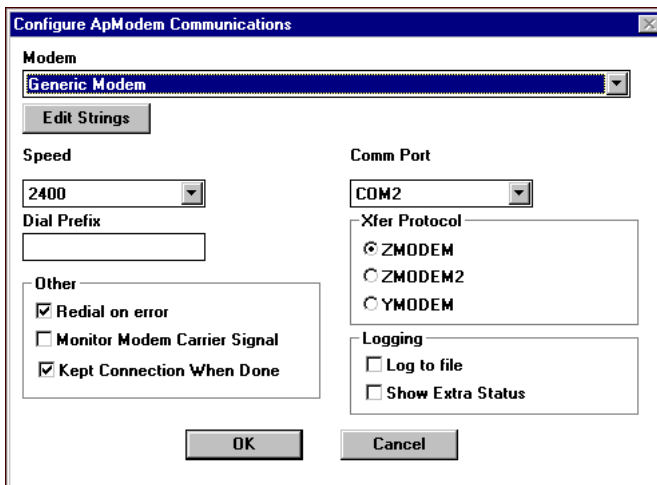 Configure ApModem Communications
Modem
Generic Modem
Edit Strings
Speed
Comm Port
2400
COM2
Dial Prefix
Xfer Protocol
ZMODEM
ZMODEM2
YMODEM
Other
Redial on error
Monitor Modem Carrier Signal
Kept Connection When Done
Logging
Log to file
Show Extra Status
OK
Cancel